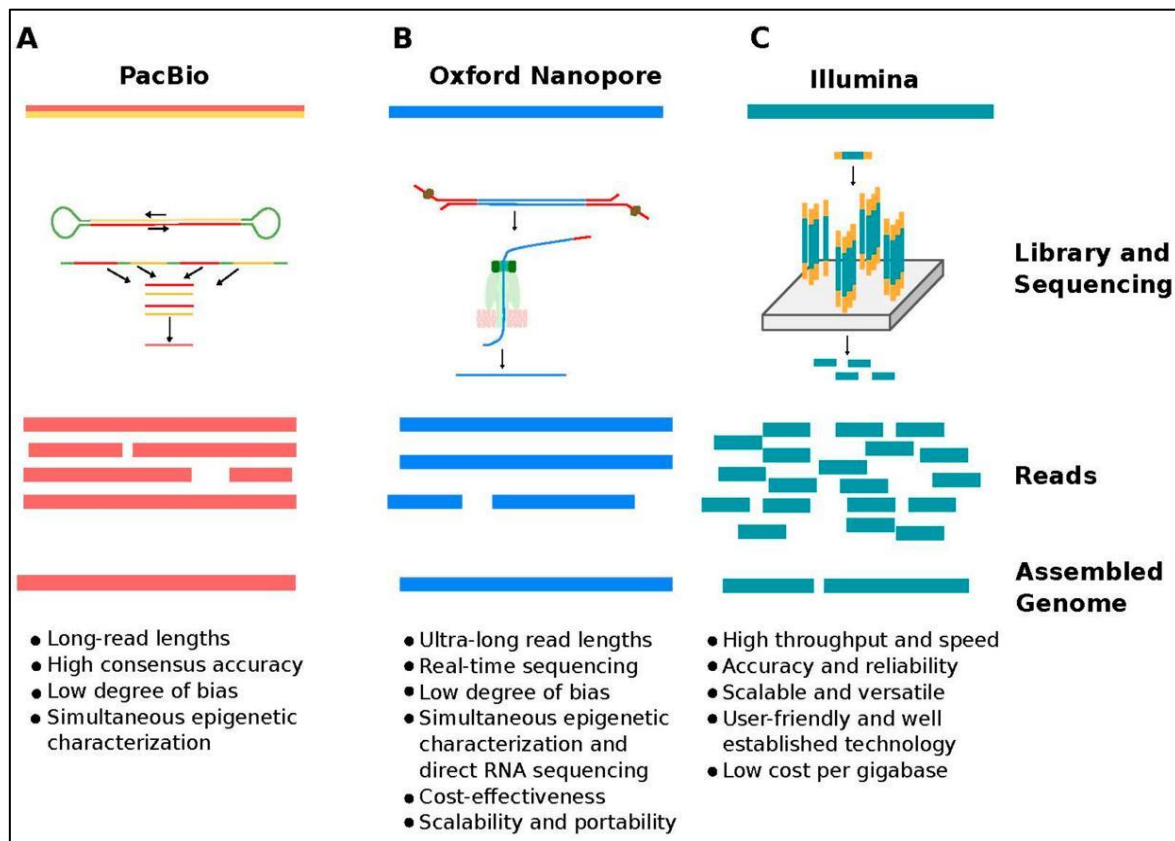 A
PacBio
B
Oxford Nanopore
C
Illumina
Library and
Sequencing
Reads
Assembled
Genome
● Long-read lengths
● High consensus accuracy
● Low degree of bias
● Simultaneous epigenetic
characterization
● Ultra-long read lengths
● Real-time sequencing
● Low degree of bias
● Simultaneous epigenetic
characterization and
direct RNA sequencing
● Cost-effectiveness
● Scalability and portability
● High throughput and speed
● Accuracy and reliability
● Scalable and versatile
● User-friendly and well
established technology
● Low cost per gigabase